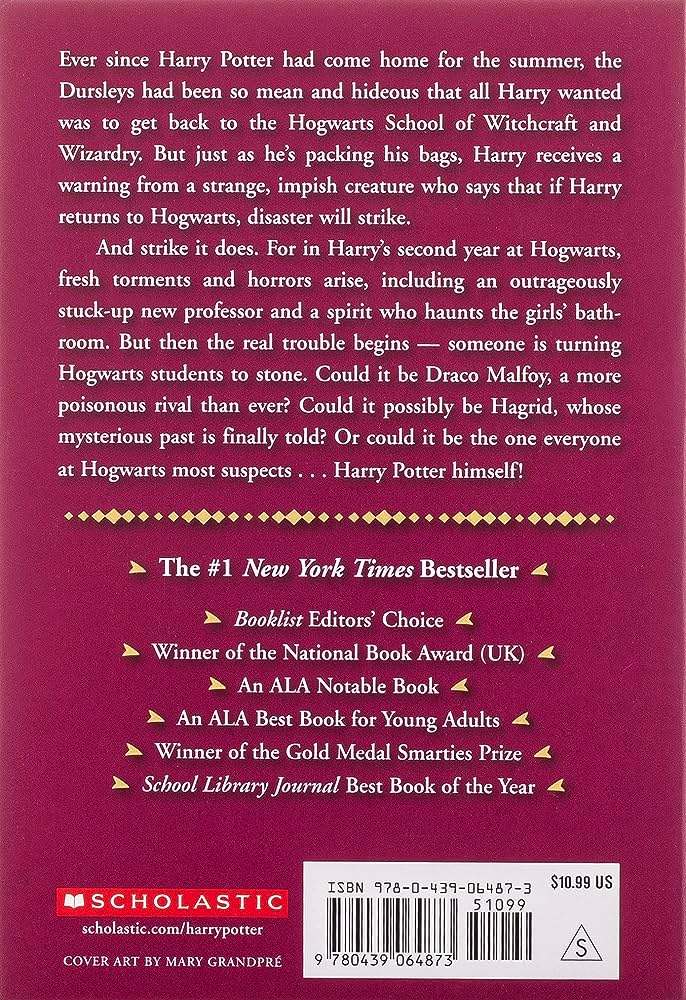 Ever since Harry Potter had come home for the summer, the
Dursleys had been so mean and hideous that all Harry wanted
was to get back to the Hogwarts School of Witchcraft and
Wizardry. But just as he's packing his bags, Harry receives a
warning from a strange, impish creature who says that if Harry
returns to Hogwarts, disaster will strike.
And strike it does. For in Harry's second year at Hogwarts,
fresh torments and horrors arise, including an outrageously
stuck-up new professor and a spirit who haunts the girls' bath-
room. But then the real trouble begins — someone is turning
Hogwarts students to stone. Could it be Draco Malfoy, a more
poisonous rival than ever? Could it possibly be Hagrid, whose
mysterious past is finally told? Or could it be the one everyone
at Hogwarts most suspects . . . Harry Potter himself!
The #1 New York Times Bestseller
Booklist Editors' Choice
Winner of the National Book Award (UK)
An ALA Notable Book
An ALA Best Book for Young Adults
Winner of the Gold Medal Smarties Prize
School Library Journal Best Book of the Year
SCHOLASTIC
scholastic.com/harrypotter
COVER ART BY MARY GRANDPRÉ
ISBN 978-0-439-06487-3
$10.99 US
51099
9 780439 064873
S